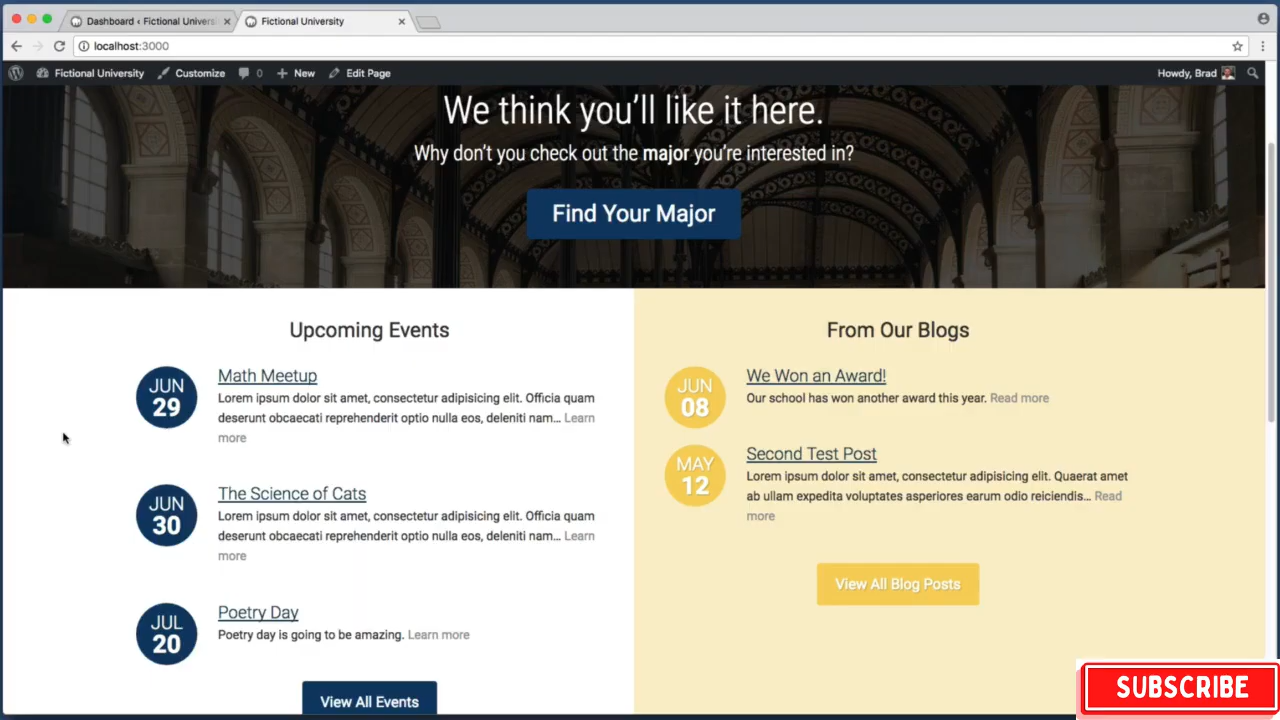 Dashboard ‹ Fictional Universi
Fictional University
localhost:3000
Fictional University
Customize
0
New
Edit Page
Howdy, Brad
We think you'll like it here.
Why don't you check out the major you're interested in?
Find Your Major
Upcoming Events
JUN
29
Math Meetup
Lorem ipsum dolor sit amet, consectetur adipisicing elit. Officia quam
deserunt obcaecati reprehenderit optio nulla eos, deleniti nam... Learn
more
JUN
30
The Science of Cats
Lorem ipsum dolor sit amet, consectetur adipisicing elit. Officia quam
deserunt obcaecati reprehenderit optio nulla eos, deleniti nam... Learn
more
JUL
20
Poetry Day
Poetry day is going to be amazing. Learn more
View All Events
From Our Blogs
JUN
08
We Won an Award!
Our school has won another award this year. Read more
MAY
12
Second Test Post
Lorem ipsum dolor sit amet, consectetur adipisicing elit. Quaerat amet
ab ullam expedita voluptates asperiores earum odio reiciendis... Read
more
View All Blog Posts
SUBSCRIBE